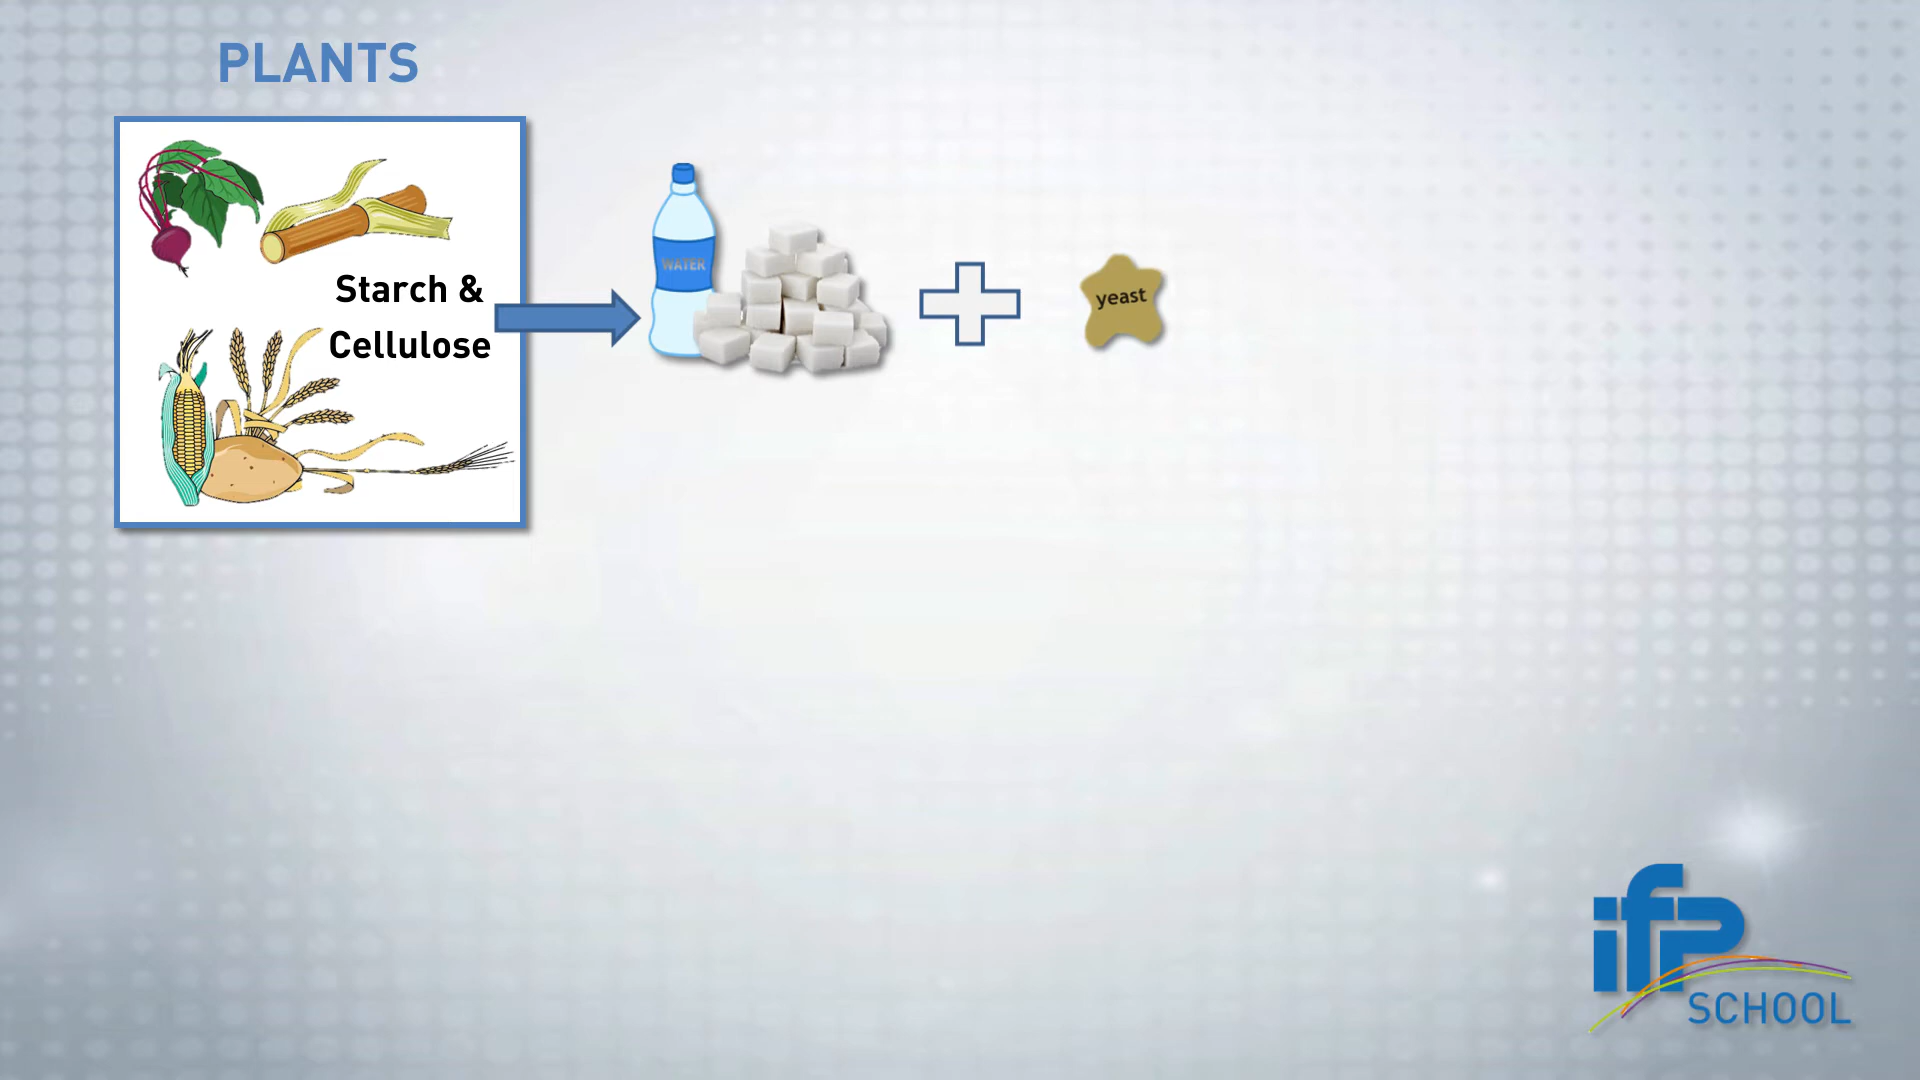 PLANTS
Starch &
Cellulose
WATER
yeast
ifp
SCHOOL